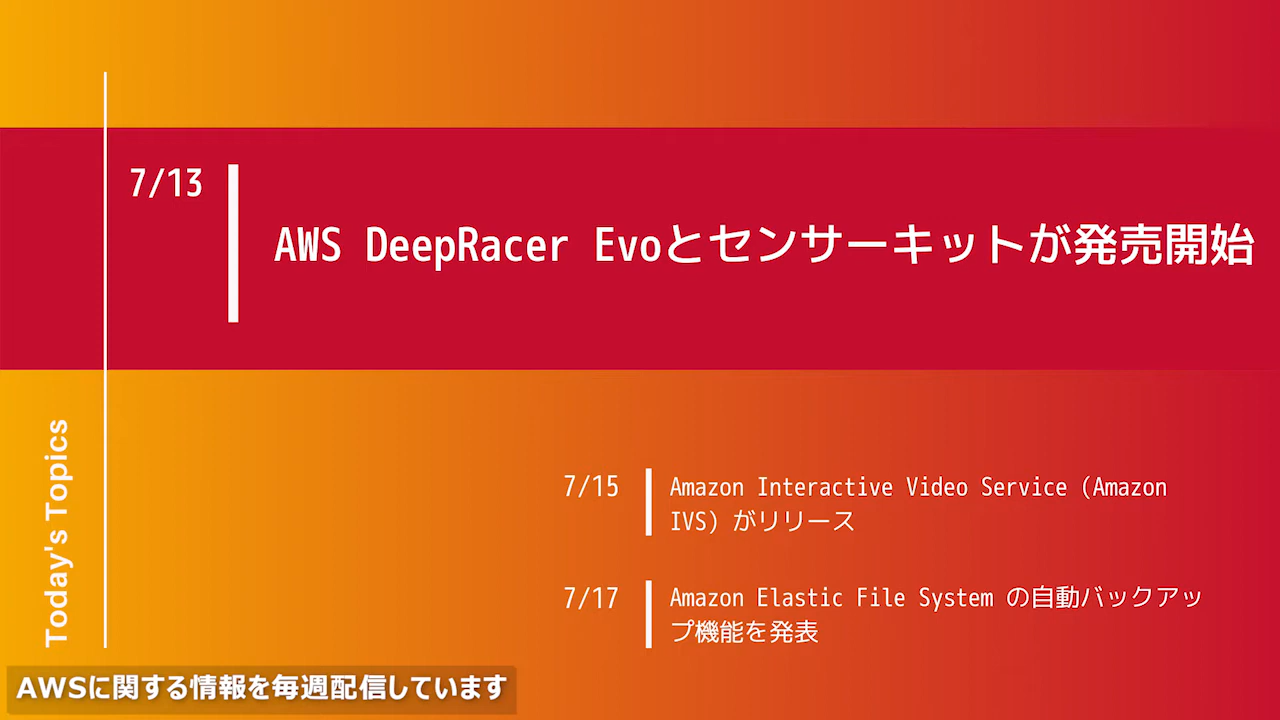 7/13
AWS DeepRacer Evoとセンサーキットが発売開始
Today's Topics
7/15
Amazon Interactive Video Service (Amazon
IVS) がリリース
7/17
Amazon Elastic File System の自動バックアッ
プ機能を発表
AWSに関する情報を毎週配信しています